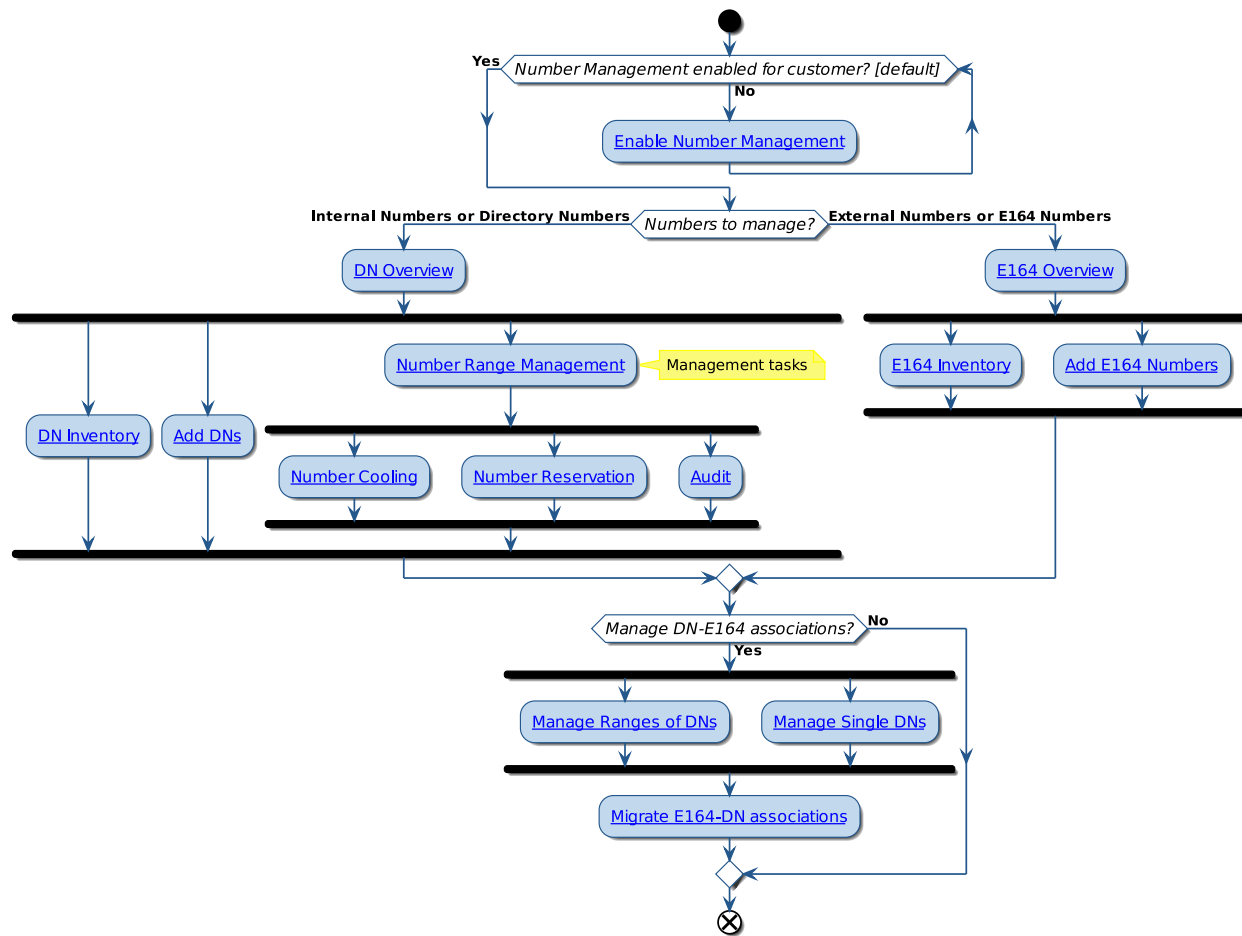 Yes
Number Management enabled for customer? [default]
No
Enable Number Management
Internal Numbers or Directory Numbers
Numbers to manage?
External Numbers or E164 Numbers
DN Overview
E164 Overview
Number Range Management
Management tasks
E164 Inventory
Add E164 Numbers
DN Inventory
Add DNs
Number Cooling
Number Reservation
Audit
Manage DN-E164 associations?
No
Yes
Manage Ranges of DNs
Manage Single DNs
Migrate E164-DN associations